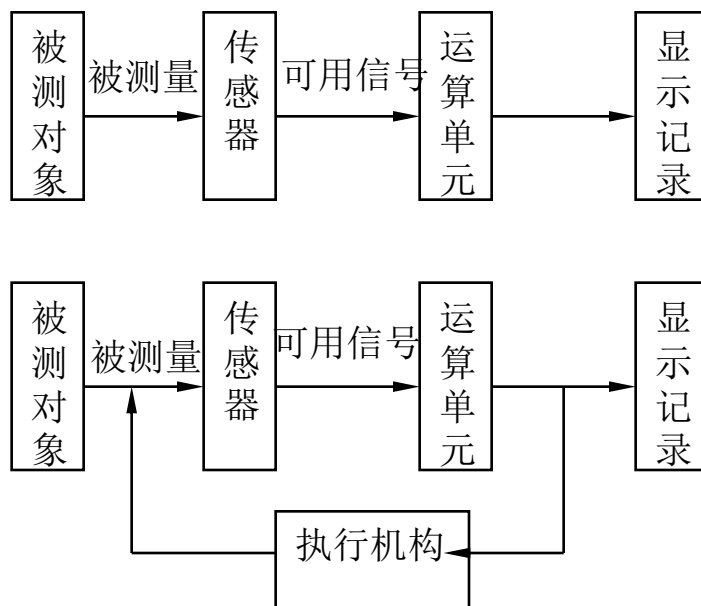 被测对象
被测量
传感器
可用信号
运算单元
显示记录
被测对象
被测量
传感器
可用信号
运算单元
显示记录
执行机构